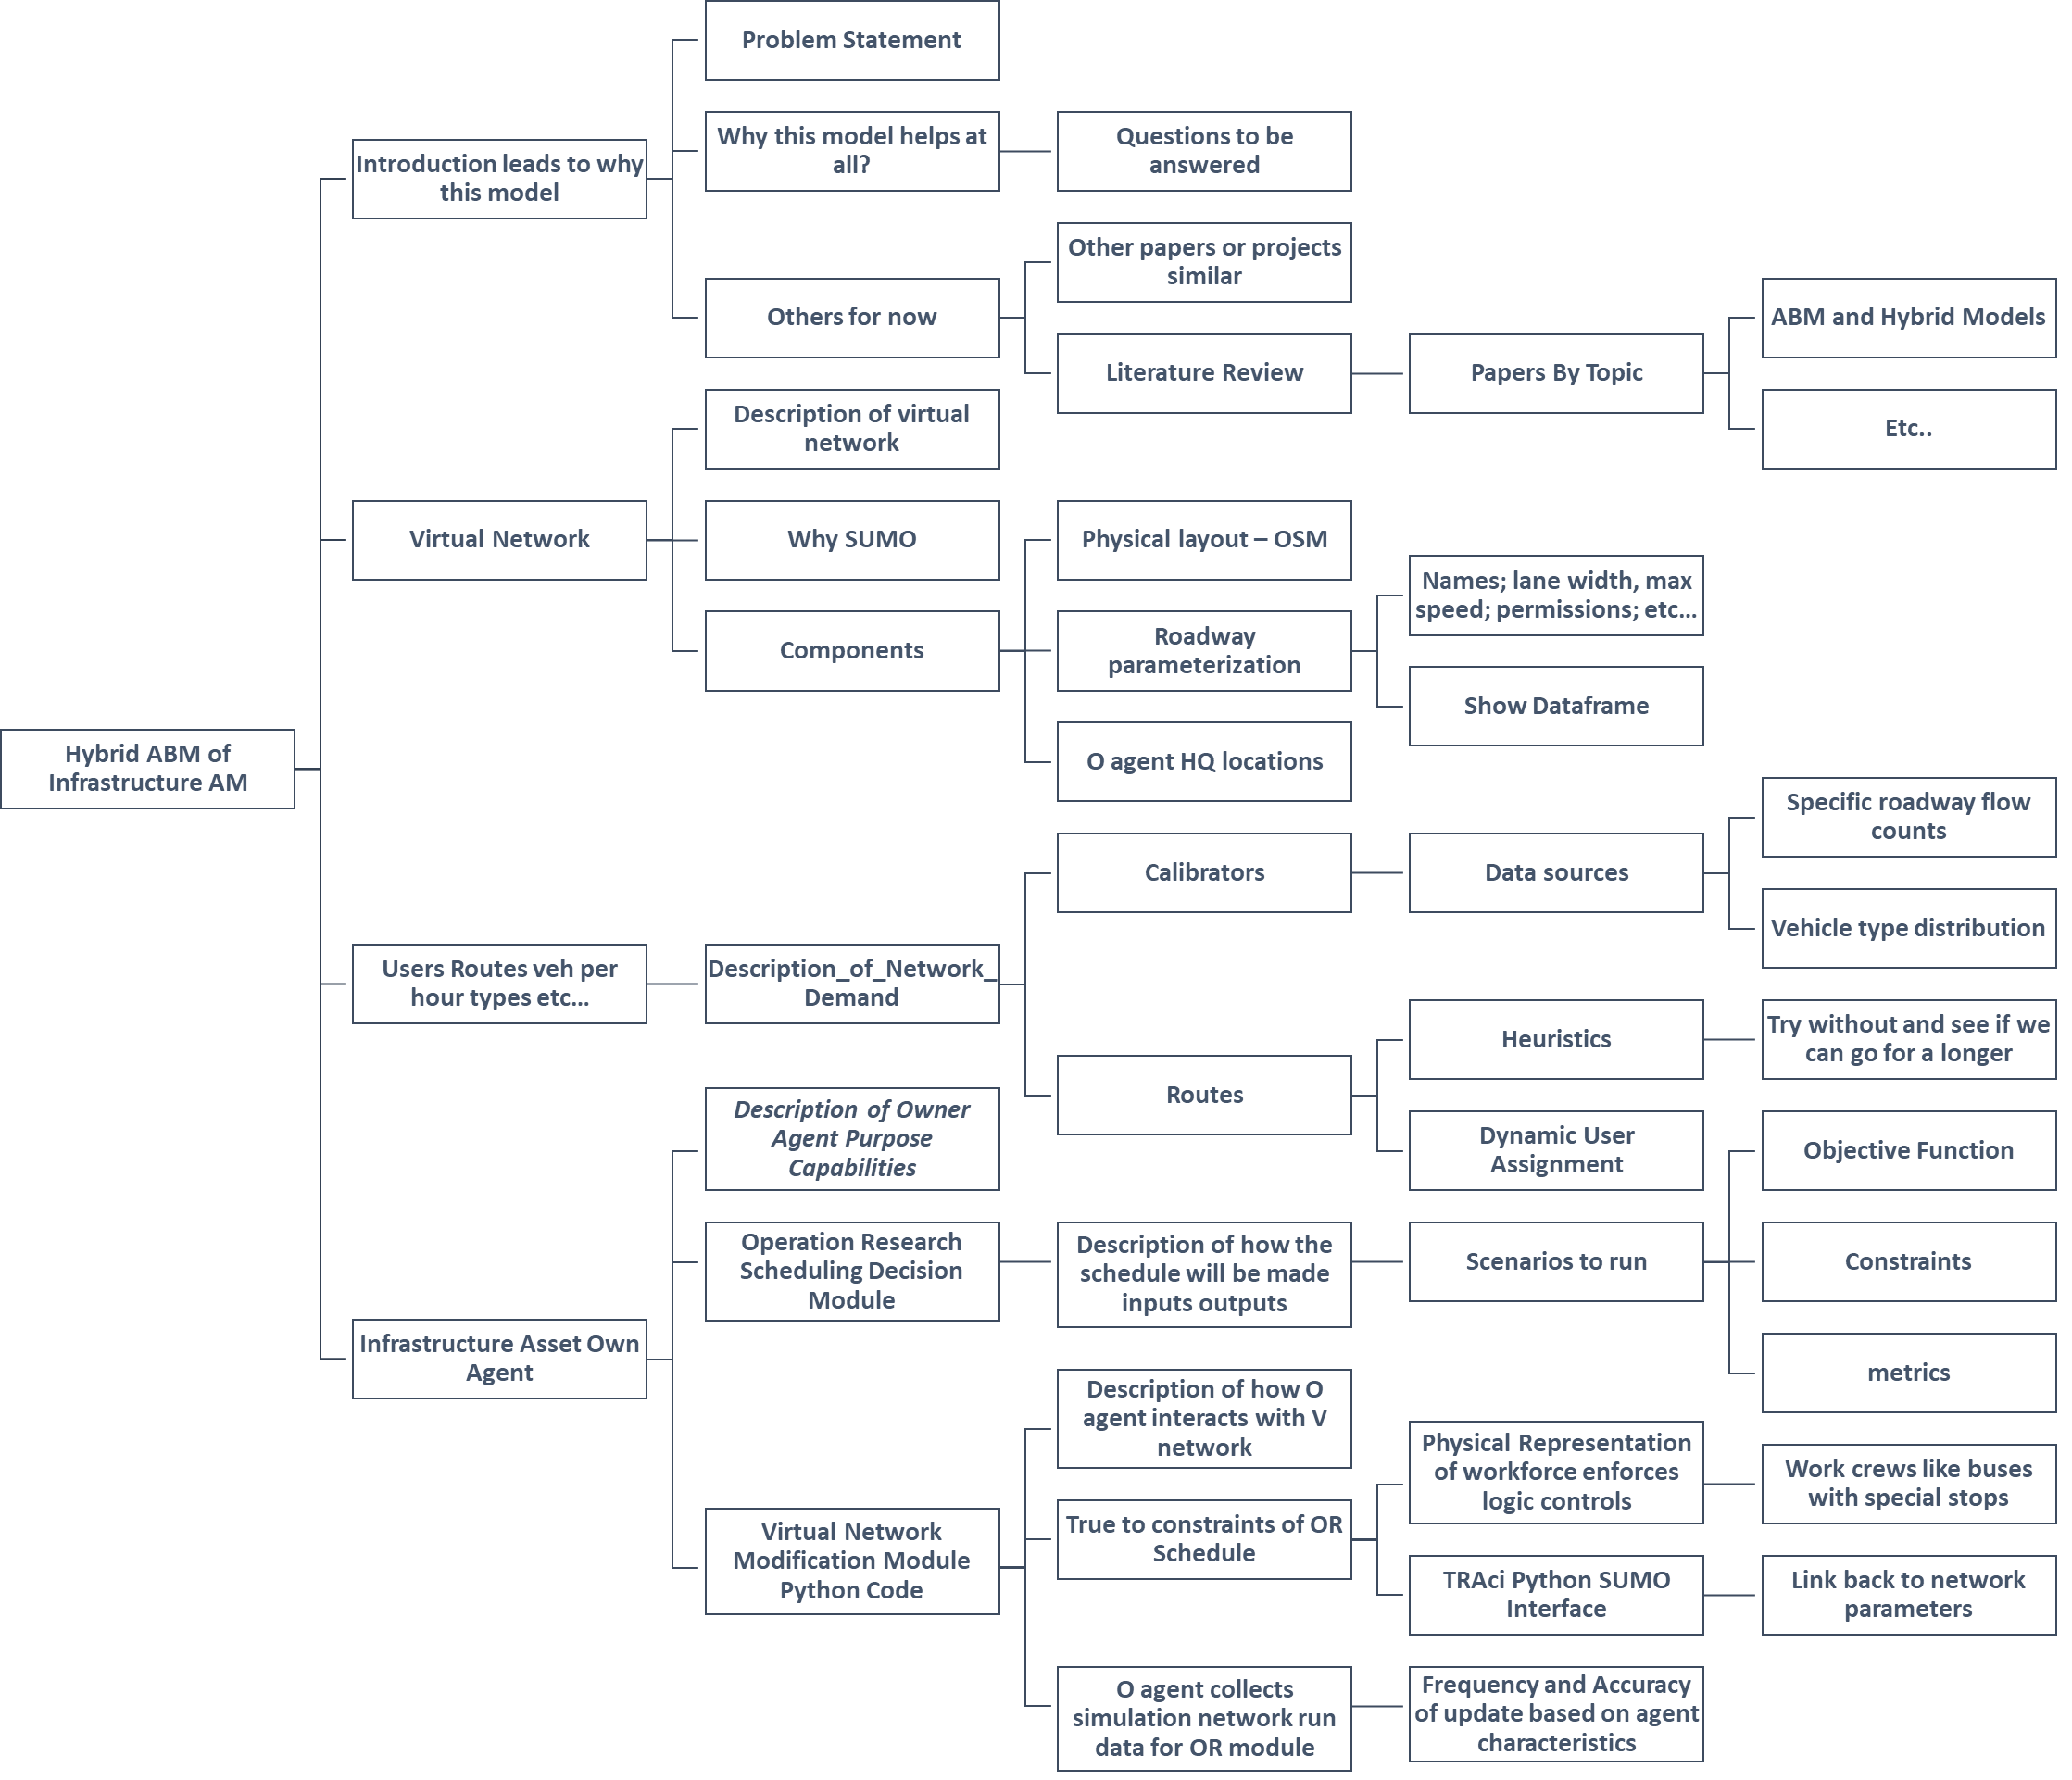 Hybrid ABM of
Infrastructure AM
Introduction leads to why
this model
Problem Statement
Why this model helps at
all?
Questions to be
answered
Others for now
Other papers or projects
similar
Literature Review
Papers By Topic
ABM and Hybrid Models
Etc..
Virtual Network
Description of virtual
network
Why SUMO
Components
Physical layout – OSM
Roadway
parameterization
Names; lane width, max
speed; permissions; etc...
Show Dataframe
O agent HQ locations
Users Routes veh per
hour types etc...
Description_of_Network_
Demand
Calibrators
Data sources
Specific roadway flow
counts
Vehicle type distribution
Routes
Heuristics
Try without and see if we
can go for a longer
Dynamic User
Assignment
Infrastructure Asset Own
Agent
Description of Owner
Agent Purpose
Capabilities
Operation Research
Scheduling Decision
Module
Description of how the
schedule will be made
inputs outputs
Scenarios to run
Objective Function
Constraints
metrics
Virtual Network
Modification Module
Python Code
Description of how O
agent interacts with V
network
True to constraints of OR
Schedule
Physical Representation
of workforce enforces
logic controls
Work crews like buses
with special stops
TRAci Python SUMO
Interface
Link back to network
parameters
O agent collects
simulation network run
data for OR module
Frequency and Accuracy
of update based on agent
characteristics